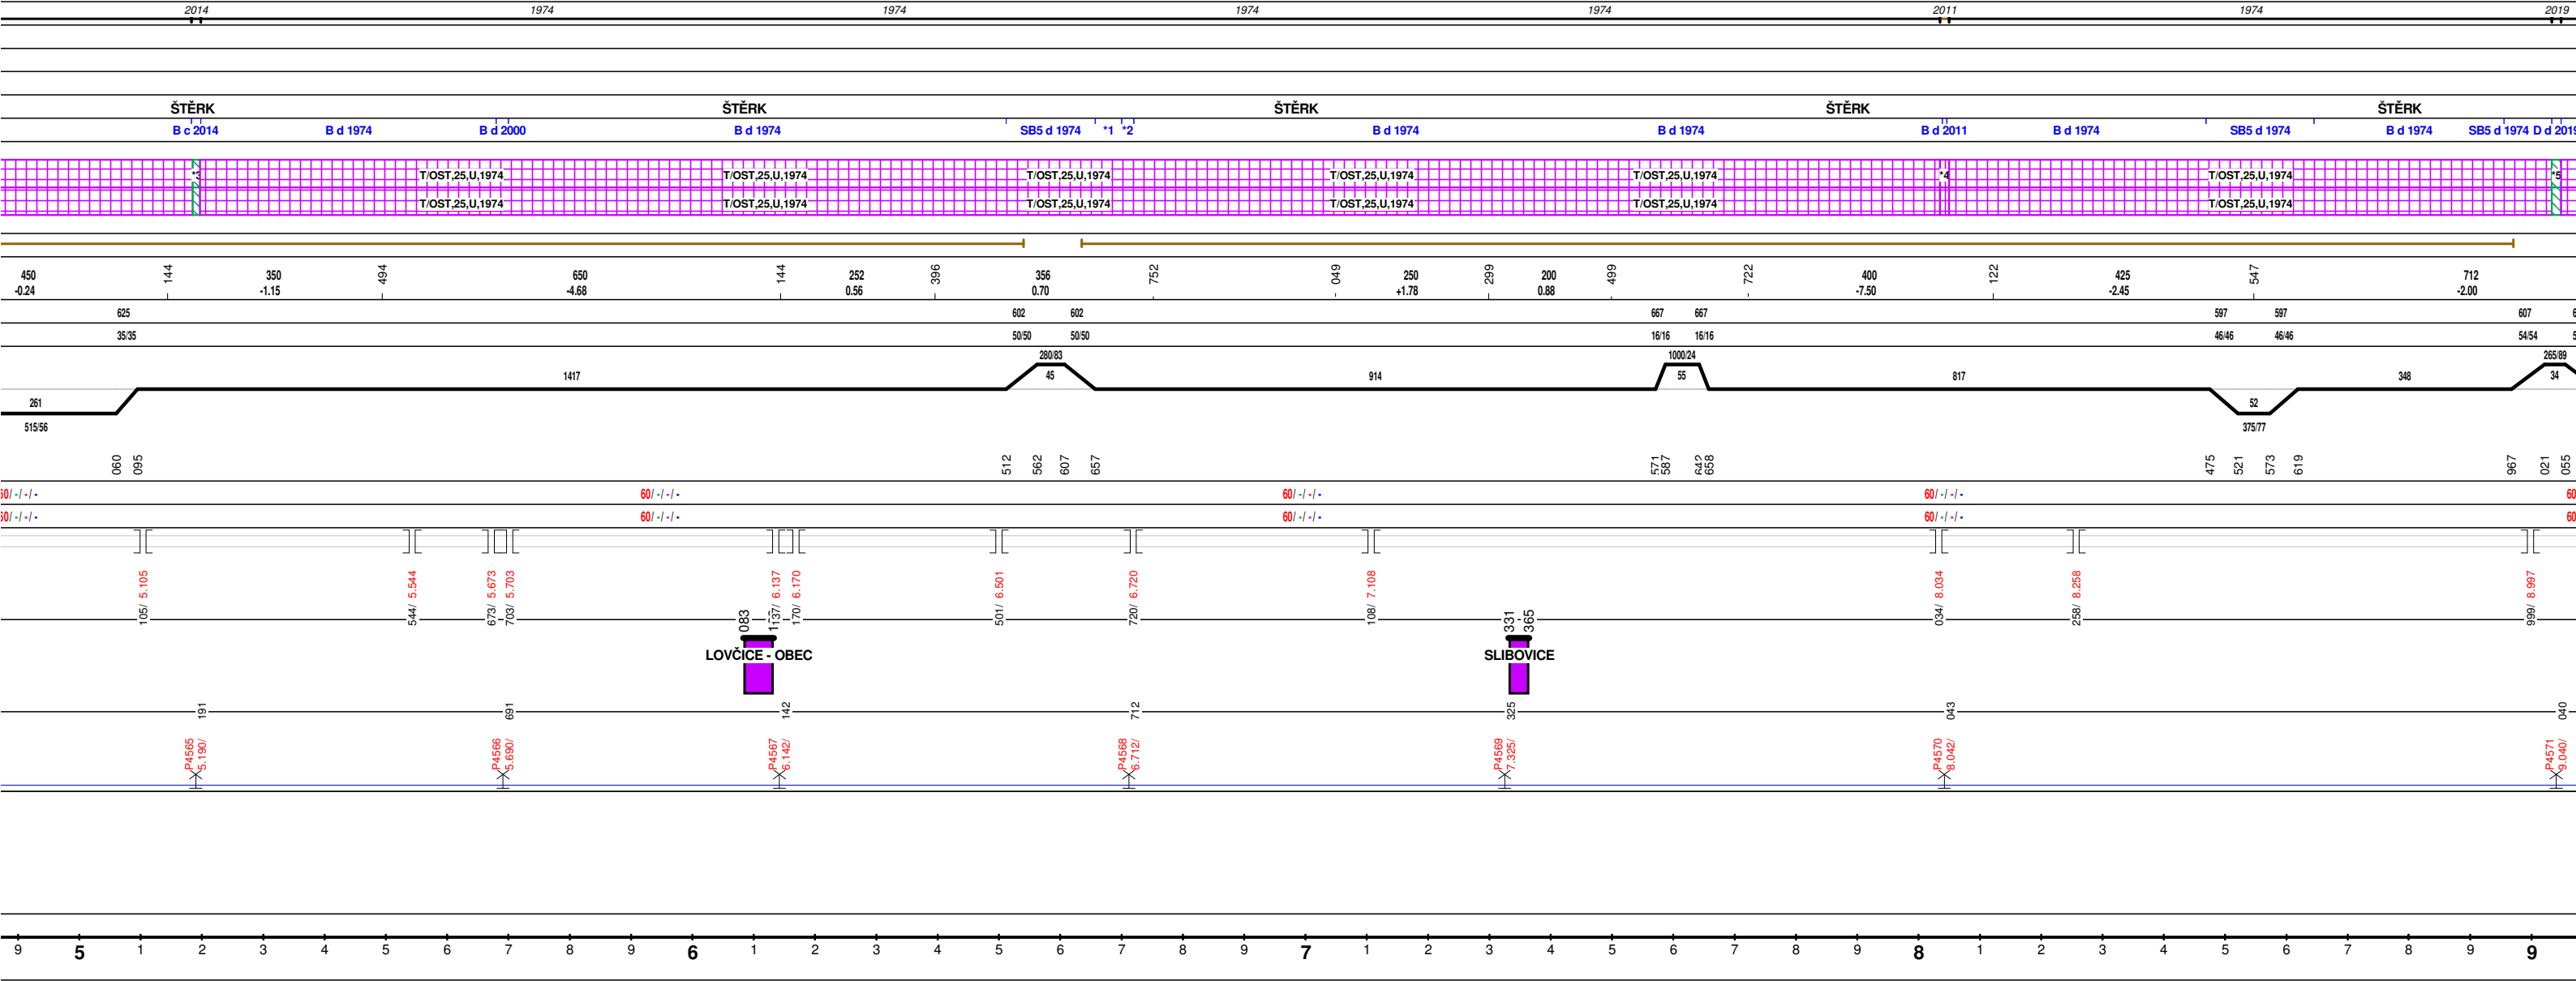 2014 1974 1974 1974 1974 2011 1974 2019
ŠTĚRK ŠTĚRK ŠTĚRK ŠTĚRK ŠTĚRK
B c 2014 B d 1974 B d 2000 B d 1974 SB5 d 1974 *1 *2 B d 1974 B d 1974 B d 2011 B d 1974 SB5 d 1974 B d 1974 SB5 d 1974 D d 2019
T/OST,25,U,1974 T/OST,25,U,1974 T/OST,25,U,1974 T/OST,25,U,1974 T/OST,25,U,1974 *4 T/OST,25,U,1974 *5
T/OST,25,U,1974 T/OST,25,U,1974 T/OST,25,U,1974 T/OST,25,U,1974 T/OST,25,U,1974 T/OST,25,U,1974
450 144 350 494 650 144 252 396 356 752 049 250 299 200 499 722 400 122 425 547 712
-0.24 -1.15 -4.68 0.56 0.70 +1.78 0.88 -7.50 -2.45 -2.00
625 602 602 667 667 597 597 607
35/35 50/50 50/50 16/16 16/16 46/46 46/46 54/54
280/83 1000/24 265/89
1417 45 914 55 817 348 34
261 52
515/56 375/77
060 095 512 562 607 657 571 587 642 658 475 521 573 619 967 021 055
60/ -/ -/ - 60/ -/ -/ - 60/ -/ -/ - 60/ -/ -/ - 60
60/ -/ -/ - 60/ -/ -/ - 60/ -/ -/ - 60/ -/ -/ - 60
105/ 5.105 544/ 5.544 673/ 5.673 703/ 5.703 137/ 6.137 170/ 6.170 501/ 6.501 720/ 6.720 108/ 7.108 034/ 8.034 258/ 8.258 999/ 8.997
083 331 365
LOVČICE - OBEC SLIBOVICE
191 691 142 712 325 043 040
P4565 5.190/ P4566 5.690/ P4567 6.142/ P4568 6.712/ P4569 7.325/ P4570 8.042/ P4571 9.040/
9 5 1 2 3 4 5 6 7 8 9 6 1 2 3 4 5 6 7 8 9 7 1 2 3 4 5 6 7 8 9 8 1 2 3 4 5 6 7 8 9 9